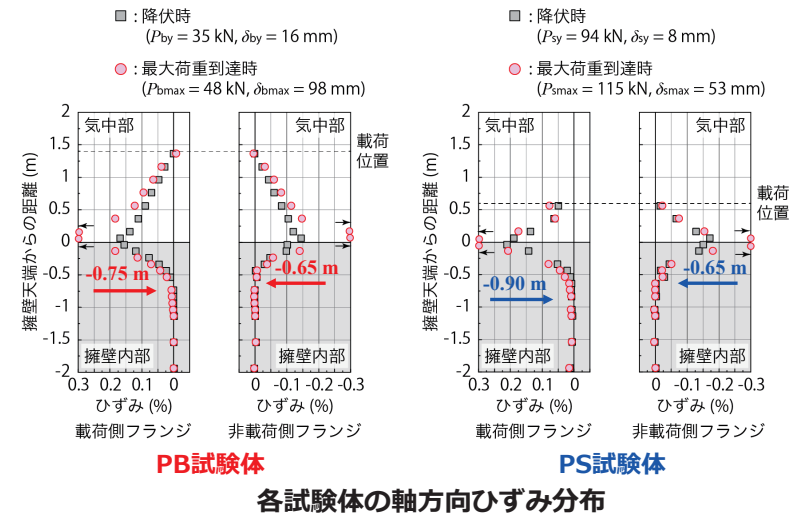 : 降伏時
(Pby = 35 kN, δby = 16 mm)
: 最大荷重到達時
(Pbmax = 48 kN, δbmax = 98 mm)
: 降伏時
(Psy = 94 kN, δsy = 8 mm)
: 最大荷重到達時
(Psmax = 115 kN, δsmax = 53 mm)
擁壁天端からの距離 (m)
2
1.5
1
0.5
0
-0.5
-1
-1.5
-2
気中部
気中部
載荷
位置
-0.75 m
-0.65 m
擁壁内部
擁壁内部
0.3 0.2 0.1 0
0 -0.1 -0.2 -0.3
ひずみ (%)
ひずみ (%)
載荷側フランジ
非載荷側フランジ
PB試験体
擁壁天端からの距離 (m)
2
1.5
1
0.5
0
-0.5
-1
-1.5
-2
気中部
気中部
載荷
位置
-0.90 m
-0.65 m
擁壁内部
擁壁内部
0.3 0.2 0.1 0
0 -0.1 -0.2 -0.3
ひずみ (%)
ひずみ (%)
載荷側フランジ
非載荷側フランジ
PS試験体
各試験体の軸方向ひずみ分布